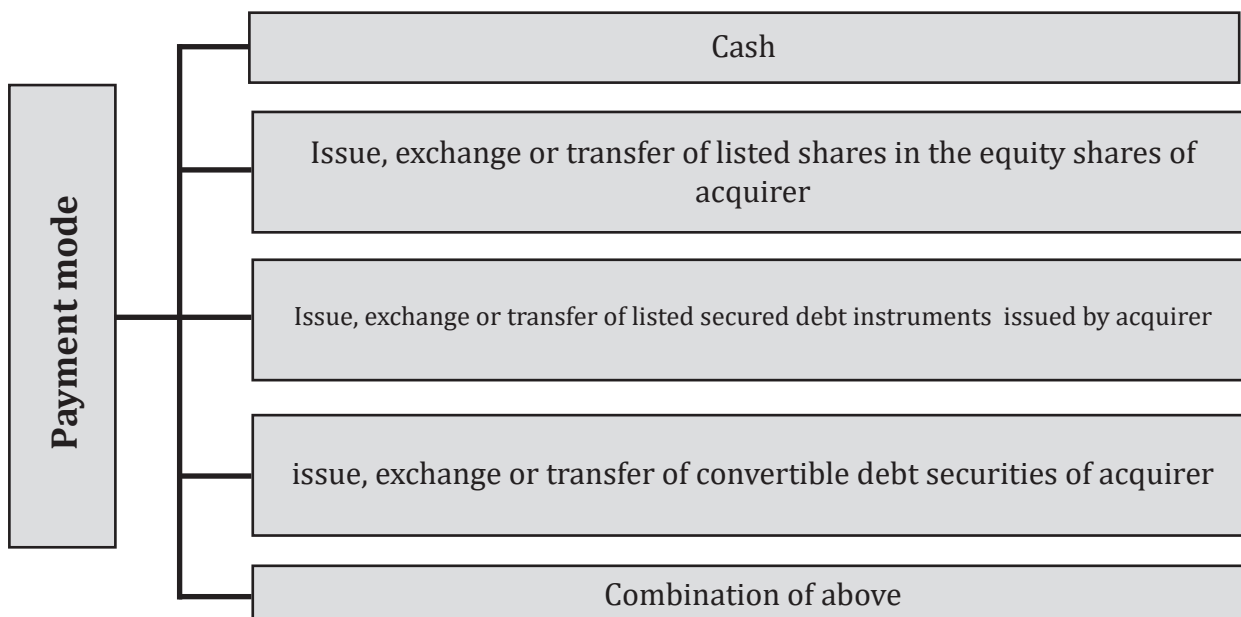 Payment mode
Cash
Issue, exchange or transfer of listed shares in the equity shares of
acquirer
Issue, exchange or transfer of listed secured debt instruments issued by acquirer
issue, exchange or transfer of convertible debt securities of acquirer
Combination of above